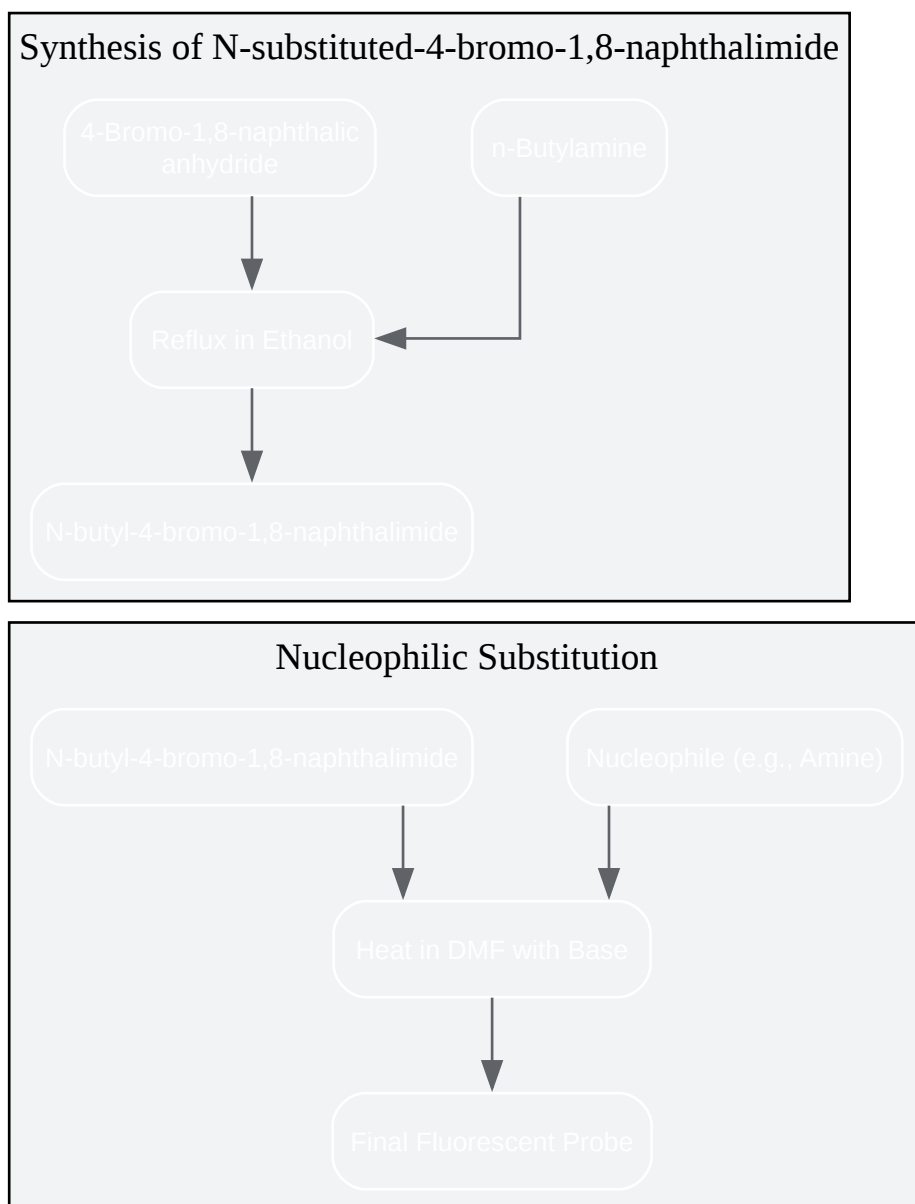 Synthesis of N-substituted-4-bromo-1,8-naphthalimide
4-Bromo-1,8-naphthalic
anhydride
n-Butylamine
Reflux in Ethanol
N-butyl-4-bromo-1,8-naphthalimide
Nucleophilic Substitution
N-butyl-4-bromo-1,8-naphthalimide
Nucleophile (e.g., Amine)
Heat in DMF with Base
Final Fluorescent Probe